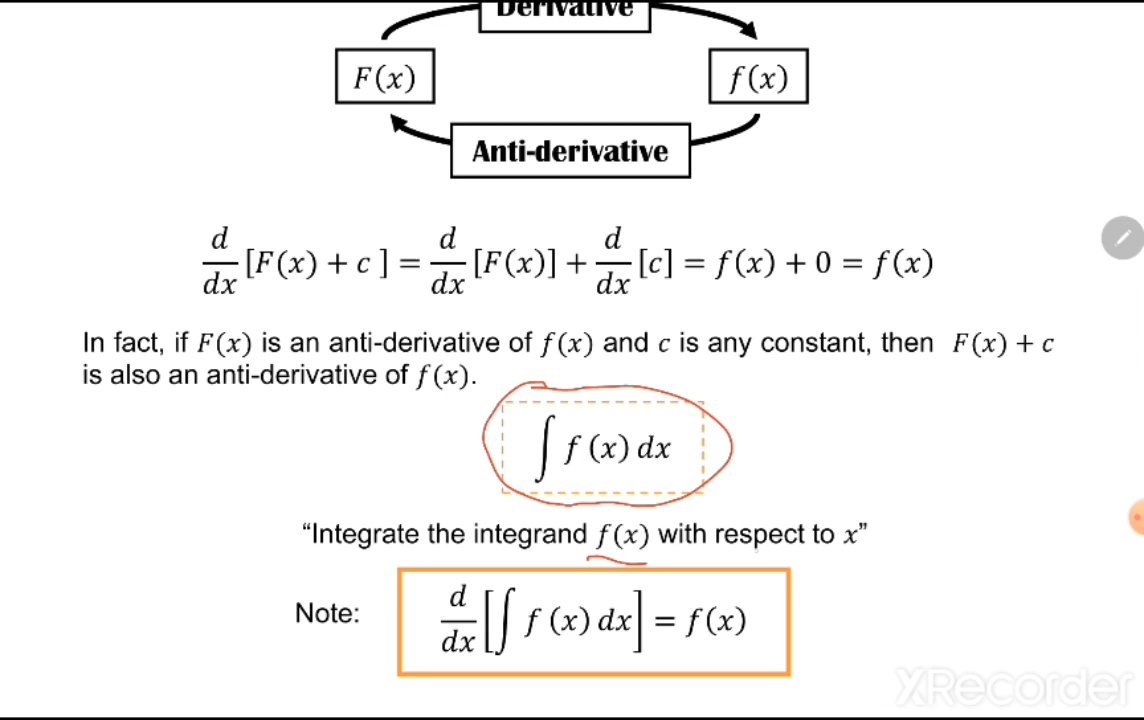 Derivative
F(x)
f(x)
Anti-derivative
d/dx [F(x) + c ] = d/dx [F(x)] + d/dx [c] = f(x) + 0 = f(x)
In fact, if F(x) is an anti-derivative of f(x) and c is any constant, then F(x) + c
is also an anti-derivative of f(x).
∫ f (x) dx
“Integrate the integrand f(x) with respect to x”
Note: d/dx [∫ f (x) dx] = f(x)
XRecorder